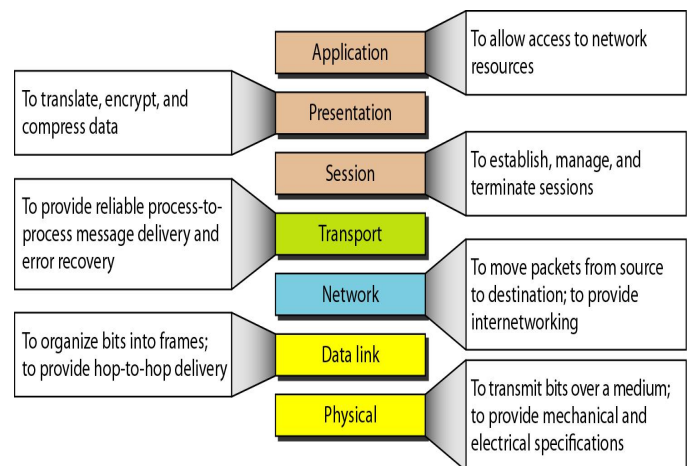 Application
To allow access to network
resources
To translate, encrypt, and
compress data
Presentation
Session
To establish, manage, and
terminate sessions
To provide reliable process-to-
process message delivery and
error recovery
Transport
Network
To move packets from source
to destination; to provide
internetworking
To organize bits into frames;
to provide hop-to-hop delivery
Data link
Physical
To transmit bits over a medium;
to provide mechanical and
electrical specifications